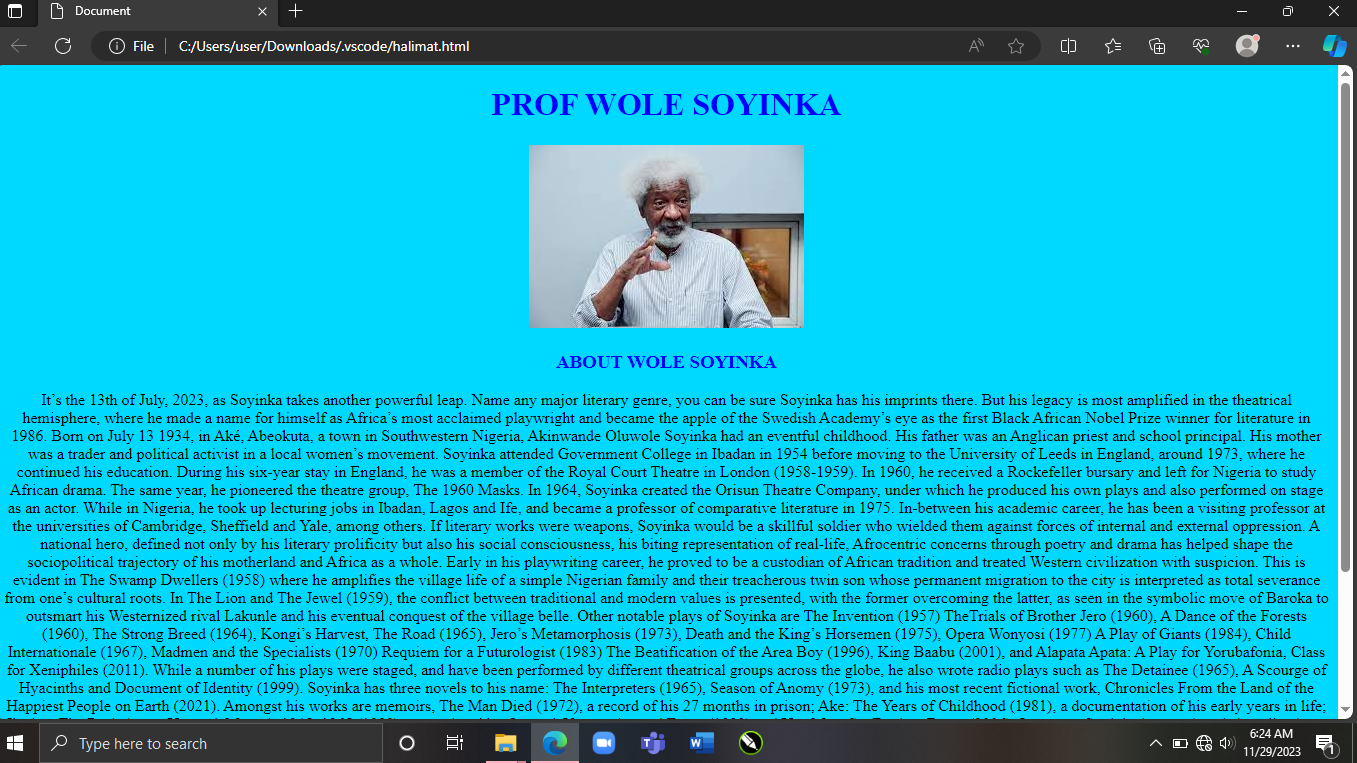 Document
File
C:/Users/user/Downloads/.vscode/halimat.html
PROF WOLE SOYINKA
ABOUT WOLE SOYINKA
It’s the 13th of July, 2023, as Soyinka takes another powerful leap. Name any major literary genre, you can be sure Soyinka has his imprints there. But his legacy is most amplified in the theatrical
hemisphere, where he made a name for himself as Africa’s most acclaimed playwright and became the apple of the Swedish Academy’s eye as the first Black African Nobel Prize winner for literature in
1986. Born on July 13 1934, in Aké, Abeokuta, a town in Southwestern Nigeria, Akinwande Oluwole Soyinka had an eventful childhood. His father was an Anglican priest and school principal. His mother
was a trader and political activist in a local women’s movement. Soyinka attended Government College in Ibadan in 1954 before moving to the University of Leeds in England, around 1973, where he
continued his education. During his six-year stay in England, he was a member of the Royal Court Theatre in London (1958-1959). In 1960, he received a Rockefeller bursary and left for Nigeria to study
African drama. The same year, he pioneered the theatre group, The 1960 Masks. In 1964, Soyinka created the Orisun Theatre Company, under which he produced his own plays and also performed on stage
as an actor. While in Nigeria, he took up lecturing jobs in Ibadan, Lagos and Ife, and became a professor of comparative literature in 1975. In-between his academic career, he has been a visiting professor at
the universities of Cambridge, Sheffield and Yale, among others. If literary works were weapons, Soyinka would be a skillful soldier who wielded them against forces of internal and external oppression. A
national hero, defined not only by his literary prolificity but also his social consciousness, his biting representation of real-life, Afrocentric concerns through poetry and drama has helped shape the
sociopolitical trajectory of his motherland and Africa as a whole. Early in his playwriting career, he proved to be a custodian of African tradition and treated Western civilization with suspicion. This is
evident in The Swamp Dwellers (1958) where he amplifies the village life of a simple Nigerian family and their treacherous twin son whose permanent migration to the city is interpreted as total severance
from one’s cultural roots. In The Lion and The Jewel (1959), the conflict between traditional and modern values is presented, with the former overcoming the latter, as seen in the symbolic move of Baroka to
outsmart his Westernized rival Lakunle and his eventual conquest of the village belle. Other notable plays of Soyinka are The Invention (1957) TheTrials of Brother Jero (1960), A Dance of the Forests
(1960), The Strong Breed (1964), Kongi’s Harvest, The Road (1965), Jero’s Metamorphosis (1973), Death and the King’s Horsemen (1975), Opera Wonyosi (1977) A Play of Giants (1984), Child
Internationale (1967), Madmen and the Specialists (1970) Requiem for a Futurologist (1983) The Beatification of the Area Boy (1996), King Baabu (2001), and Alapata Apata: A Play for Yorubafonia, Class
for Xeniphiles (2011). While a number of his plays were staged, and have been performed by different theatrical groups across the globe, he also wrote radio plays such as The Detainee (1965), A Scourge of
Hyacinths and Document of Identity (1999). Soyinka has three novels to his name: The Interpreters (1965), Season of Anomy (1973), and his most recent fictional work, Chronicles From the Land of the
Happiest People on Earth (2021). Amongst his works are memoirs, The Man Died (1972), a record of his 27 months in prison; Ake: The Years of Childhood (1981), a documentation of his early years in life;
Type here to search
6:24 AM
11/29/2023
1